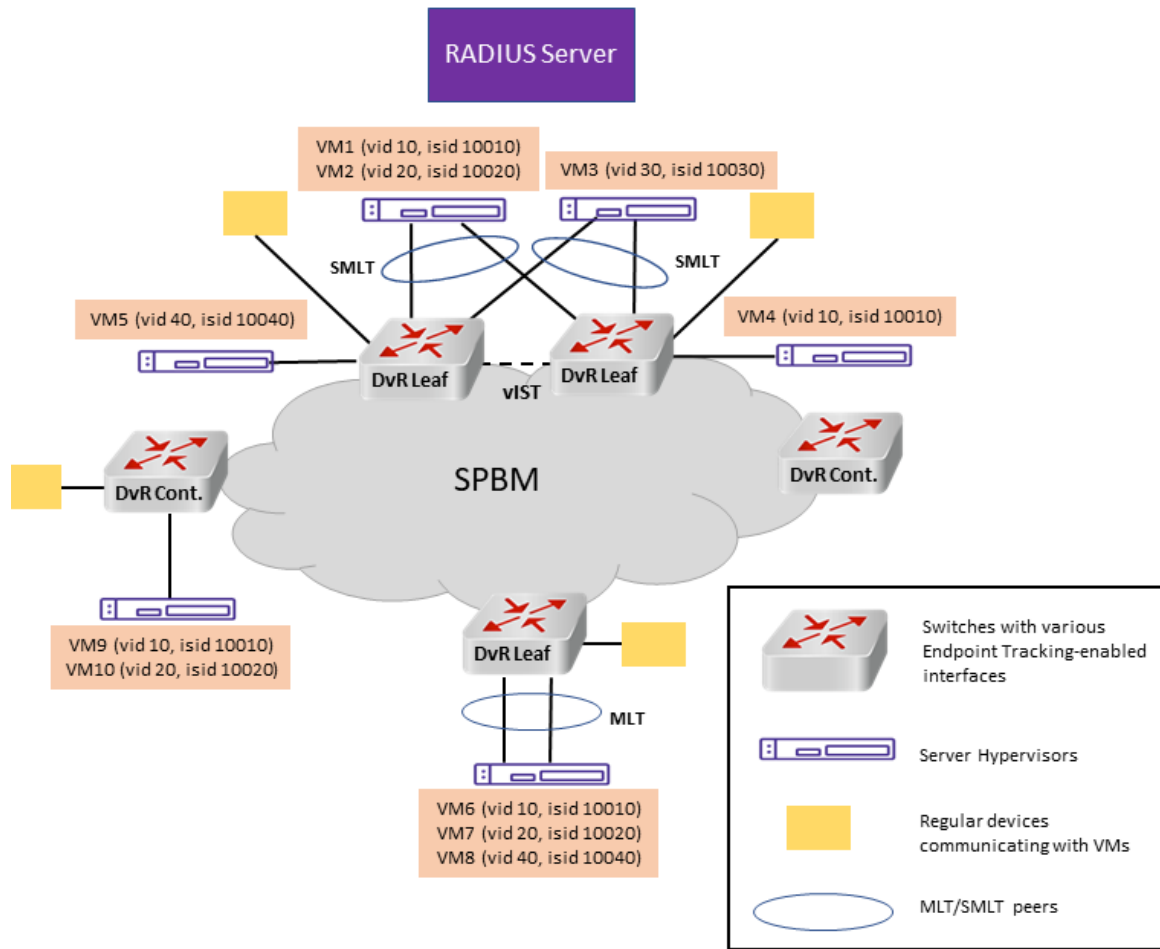 RADIUS Server
VM1 (vid 10, isid 10010)
VM2 (vid 20, isid 10020)
VM3 (vid 30, isid 10030)
SMLT
SMLT
VM5 (vid 40, isid 10040)
VM4 (vid 10, isid 10010)
DvR Leaf
DvR Leaf
vIST
SPBM
DvR Cont.
DvR Cont.
VM9 (vid 10, isid 10010)
VM10 (vid 20, isid 10020)
DvR Leaf
MLT
VM6 (vid 10, isid 10010)
VM7 (vid 20, isid 10020)
VM8 (vid 40, isid 10040)
Switches with various
Endpoint Tracking-enabled
interfaces
Server Hypervisors
Regular devices
communicating with VMs
MLT/SMLT peers